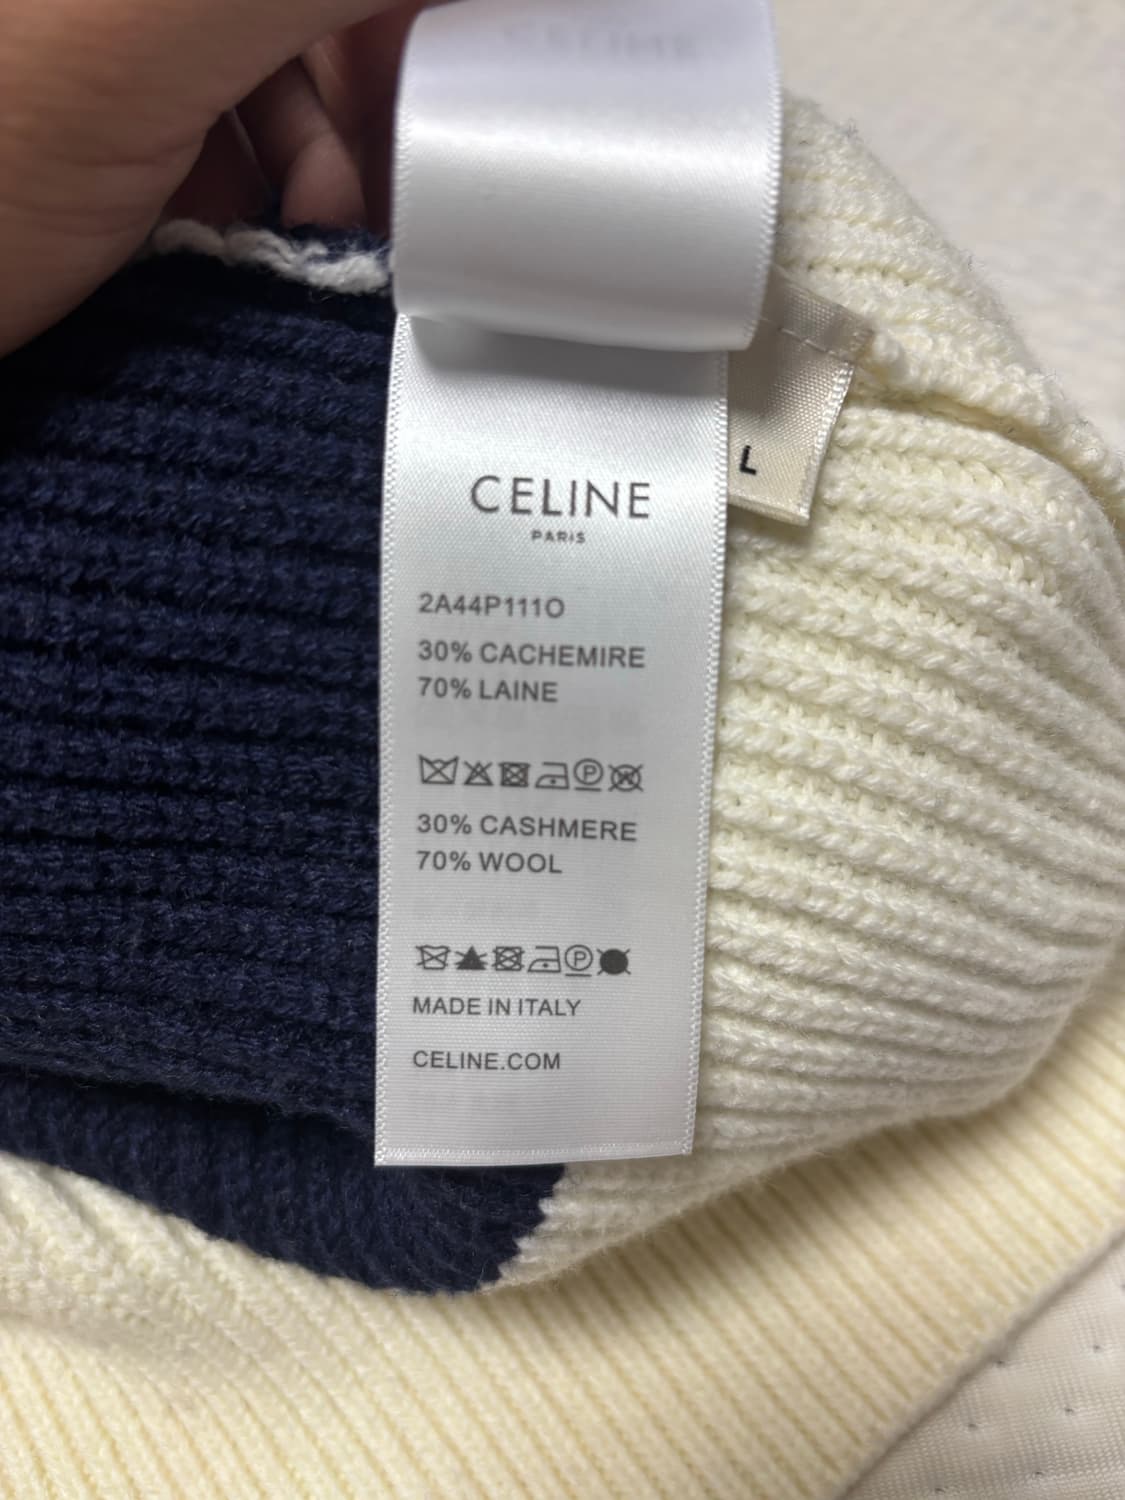 L
CELINE
PARIS
2A44P111O
30% CACHEMIRE
70% LAINE
P
30% CASHMERE
70% WOOL
P
MADE IN ITALY
CELINE.COM